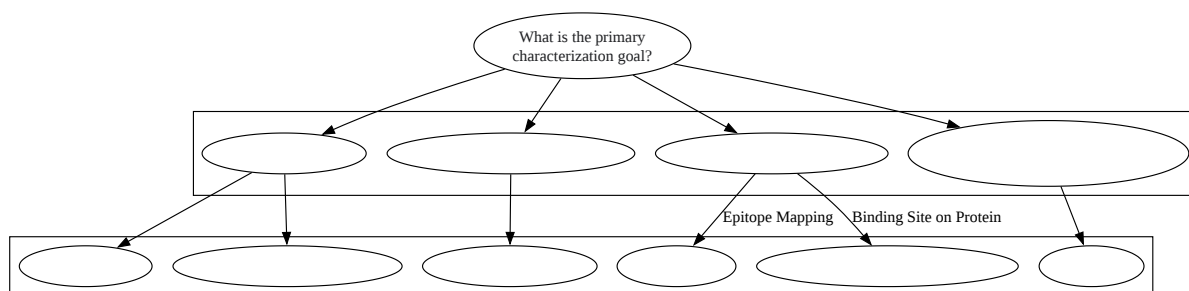 What is the primary
characterization goal?
Epitope Mapping
Binding Site on Protein